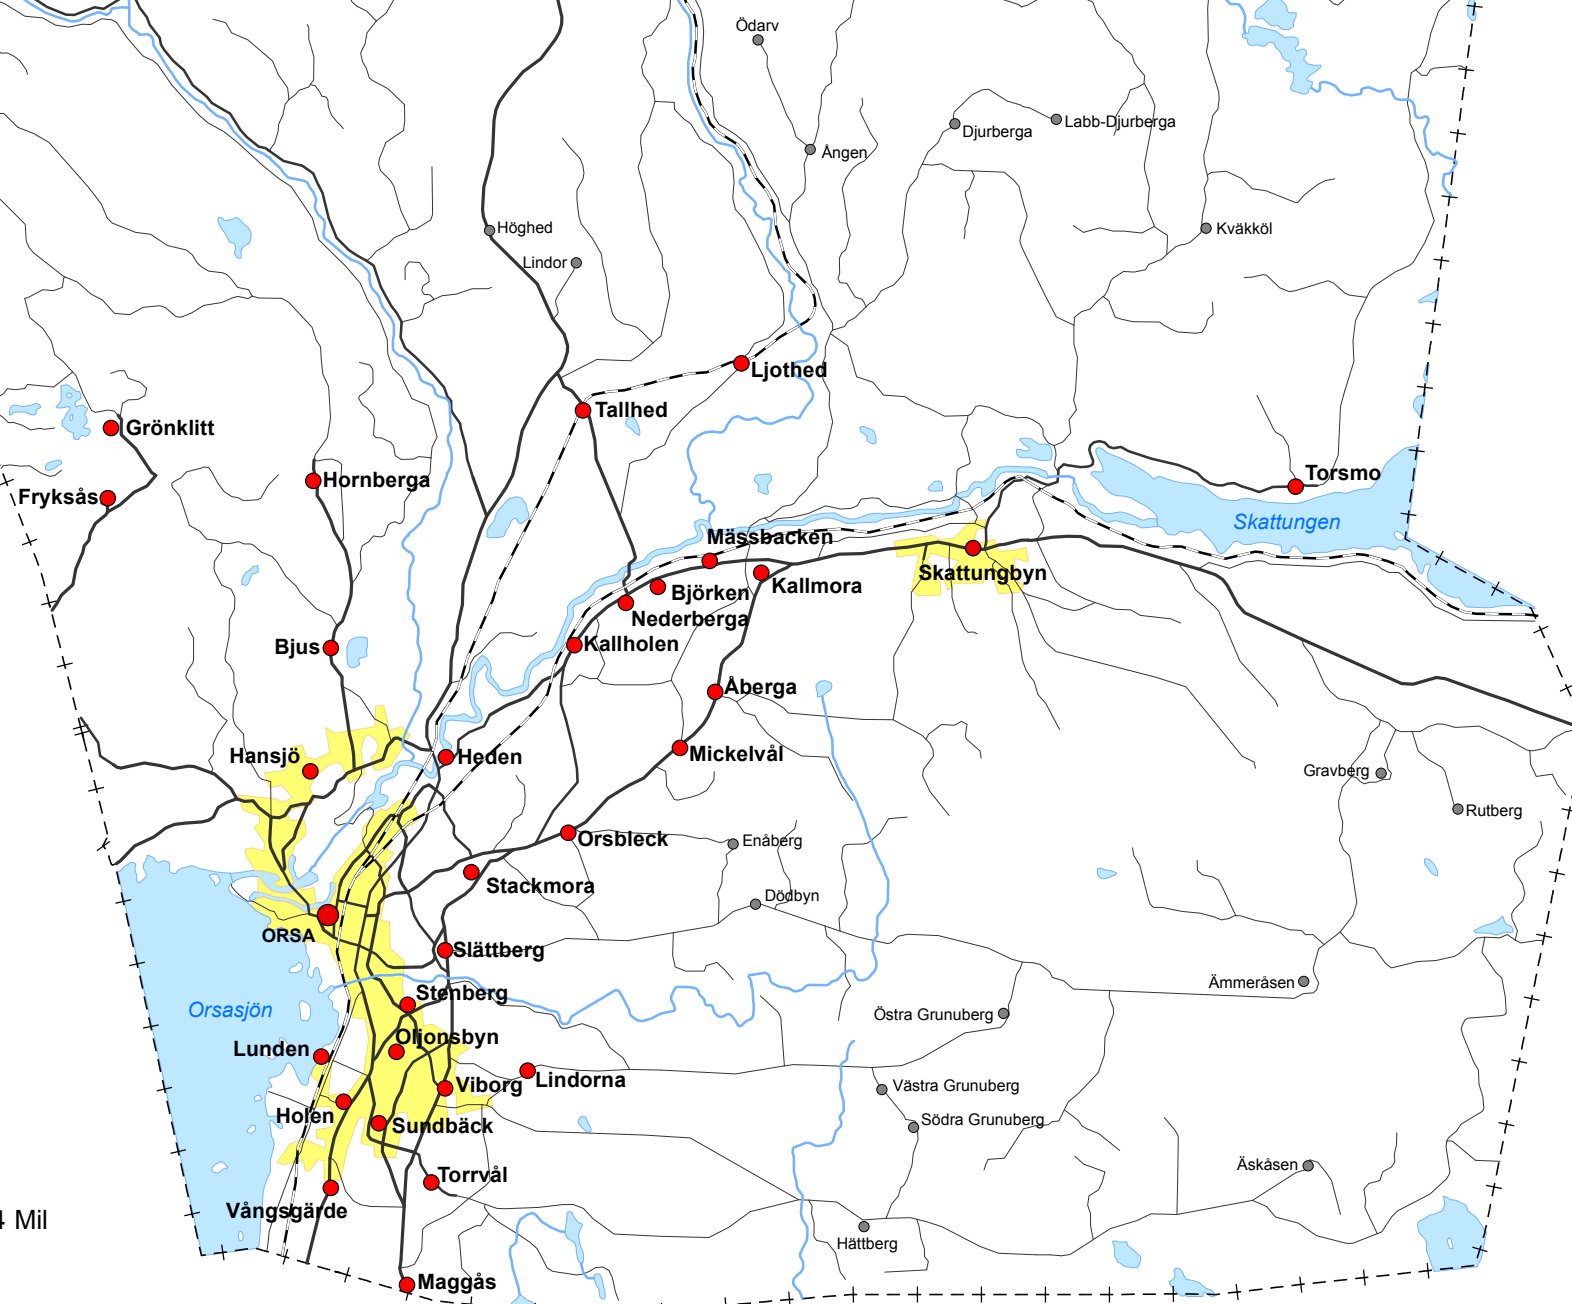 Ödarv
Labb-Djurberga
Djurberga
Ången
Höghed
Kväkköl
Lindor
Ljothed
Tallhed
Grönklitt
Torsmo
Hornberga
Fryksås
Skattungen
Mässbacken
Skattungbyn
Kallmora
Björken
Nederberga
Kallholen
Bjus
Åberga
Hansjö
Heden
Mickelvål
Gravberg
Rutberg
Orsbleck
Enåberg
Stackmora
Dödbyn
ORSA
Slättberg
Ämmeråsen
Stenberg
Orsasjön
Östra Grunuberg
Oljonsbyn
Lunden
Lindorna
Viborg
Västra Grunuberg
Holen
Sundbäck
Södra Grunuberg
Äskåsen
Torrvål
Vångsgärde
4 Mil
Hättberg
Maggås